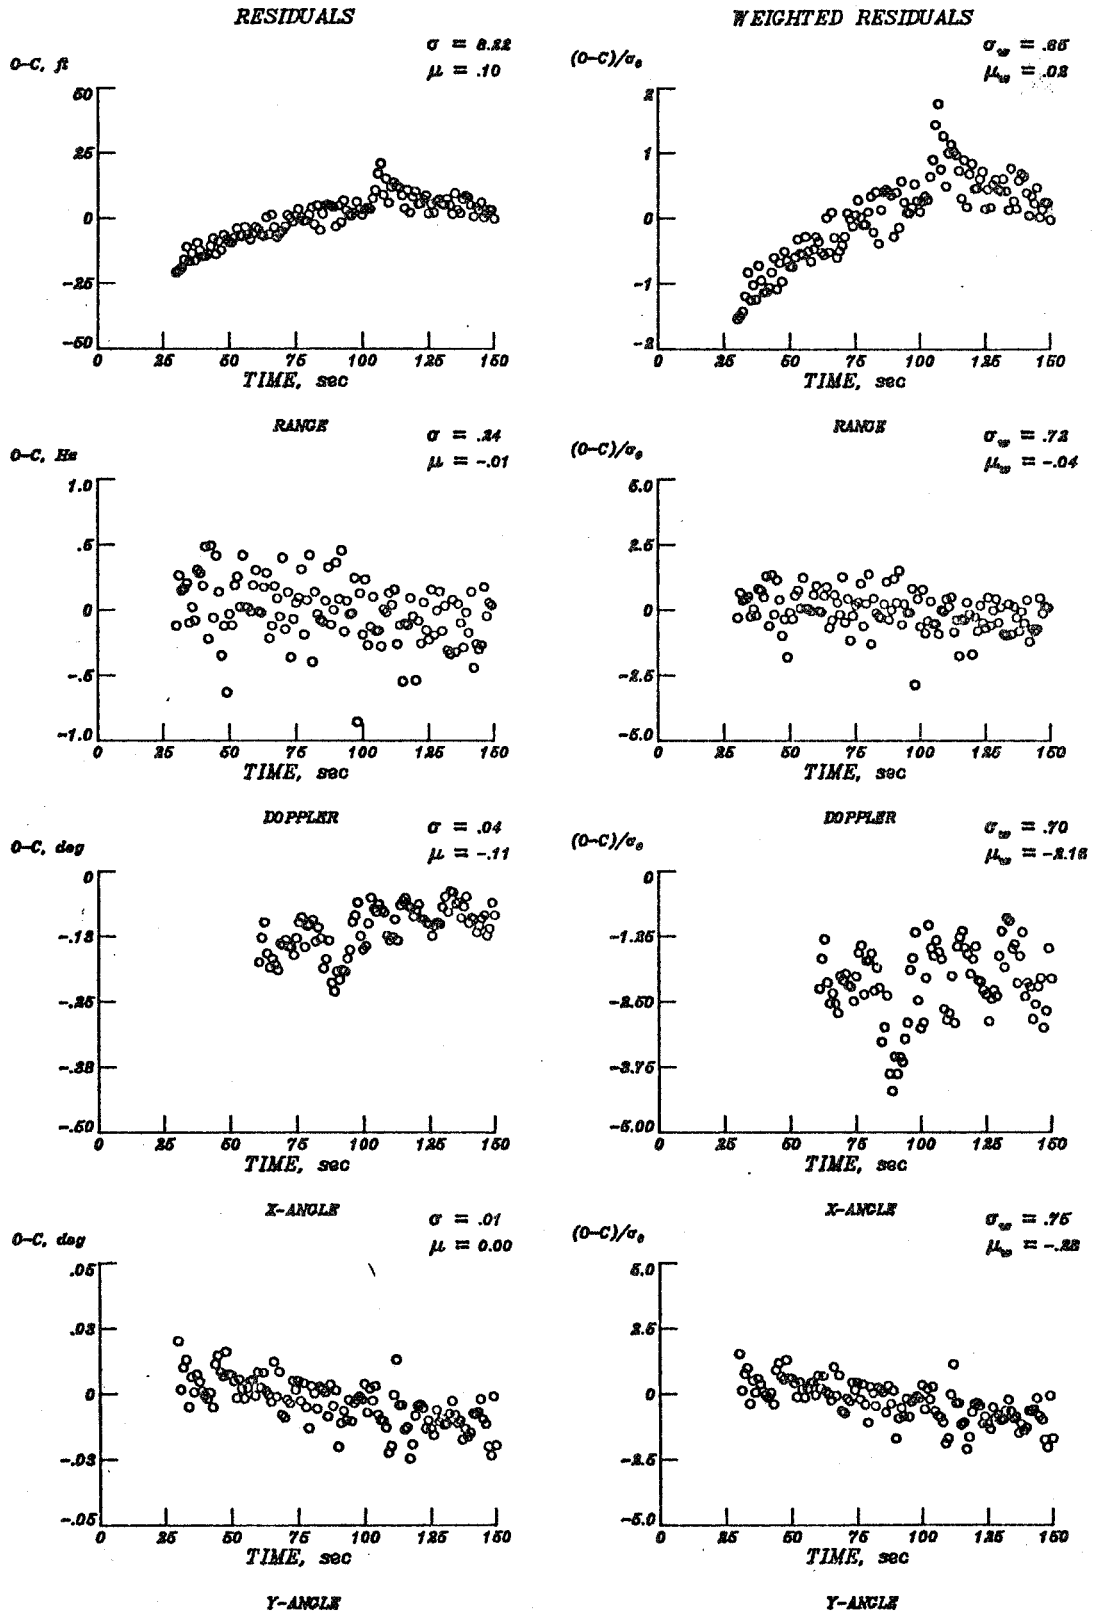 RESIDUALS
WEIGHTED RESIDUALS
O-C, ft
σ = 8.22
μ = .10
(O-C)/σ₀
σw = .65
μw = .02
50
25
0
-25
-50
0 25 50 75 100 125 150
TIME, sec
RANGE
2
1
0
-1
-2
0 25 50 75 100 125 150
TIME, sec
RANGE
O-C, Hz
σ = .24
μ = -.01
(O-C)/σ₀
σw = .72
μw = -.04
1.0
.5
0
-.5
-1.0
0 25 50 75 100 125 150
TIME, sec
DOPPLER
5.0
2.5
0
-2.5
-5.0
0 25 50 75 100 125 150
TIME, sec
DOPPLER
O-C, deg
σ = .04
μ = -.11
(O-C)/σ₀
σw = .70
μw = -2.16
0
-.13
-.25
-.38
-.50
0 25 50 75 100 125 150
TIME, sec
X-ANGLE
0
-1.25
-2.50
-3.75
-5.00
0 25 50 75 100 125 150
TIME, sec
X-ANGLE
O-C, deg
σ = .01
μ = 0.00
(O-C)/σ₀
σw = .75
μw =
.05
.03
0
-.03
-.05
0 25 50 75 100 125 150
TIME, sec
Y-ANGLE
5.0
2.5
0
-2.5
-5.0
0 25 50 75 100 125 150
TIME, sec
Y-ANGLE